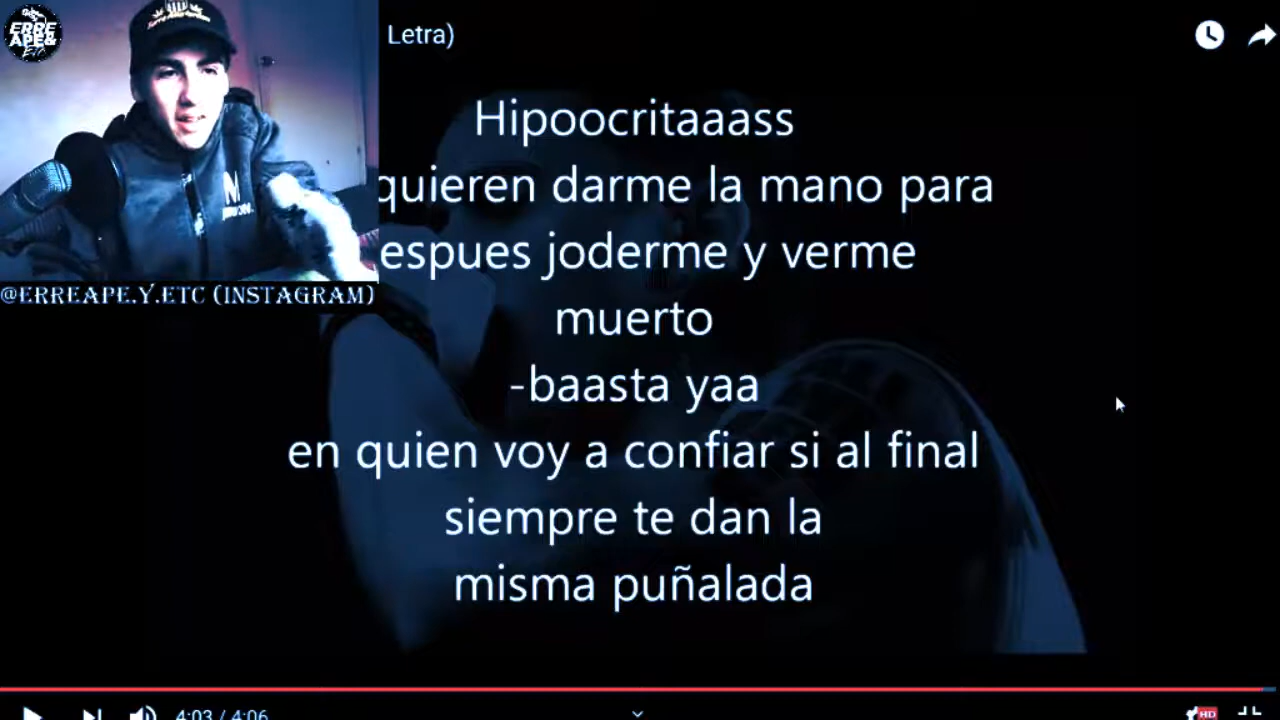 ERRE
APE&
Etc
Letra)
Hipoocritaaass
quieren darme la mano para
espues joderme y verme
muerto
-baasta yaa
en quien voy a confiar si al final
siempre te dan la
misma puñalada
@ERREAPE.Y.ETC (INSTAGRAM)
4:03 / 4:06
HD